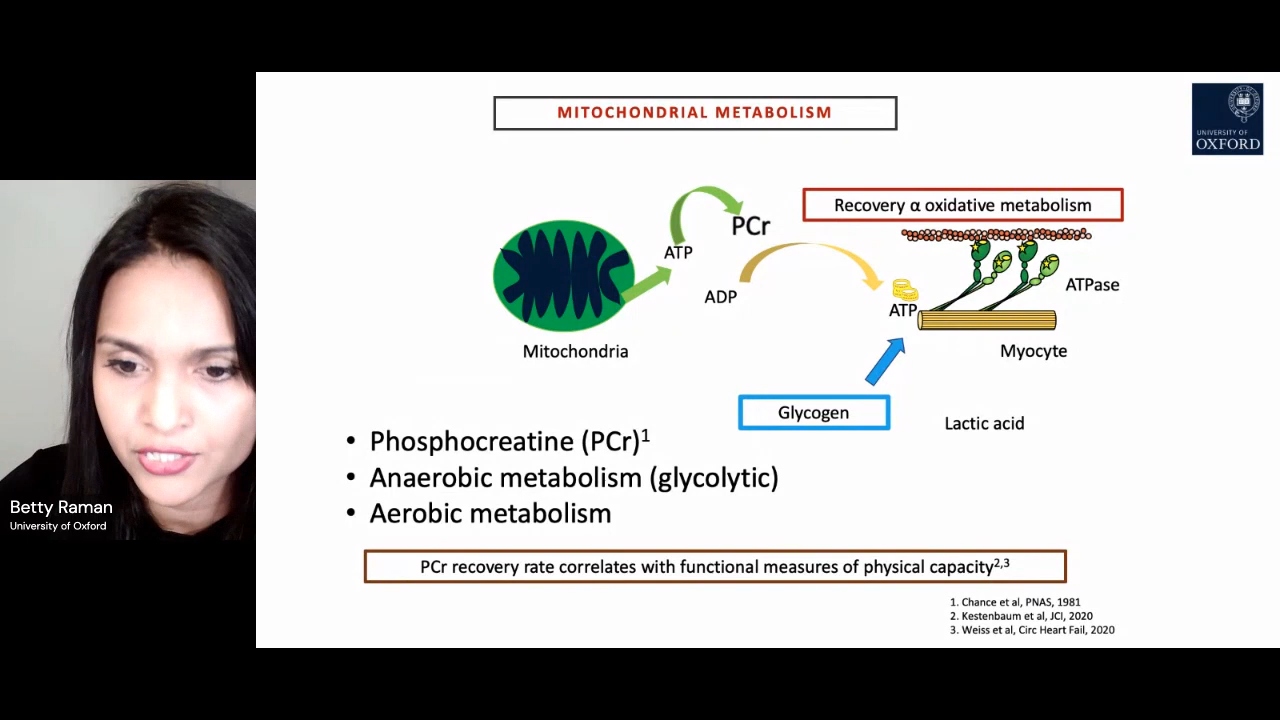 MITOCHONDRIAL METABOLISM
UNIVERSITY OF
OXFORD
Recovery α oxidative metabolism
PCr
ATP
ADP
ATPase
ATP
Mitochondria
Myocyte
Glycogen
Lactic acid
• Phosphocreatine (PCr)1
• Anaerobic metabolism (glycolytic)
• Aerobic metabolism
Betty Raman
University of Oxford
PCr recovery rate correlates with functional measures of physical capacity2,3
1. Chance et al, PNAS, 1981
2. Kestenbaum et al, JCI, 2020
3. Weiss et al, Circ Heart Fail, 2020